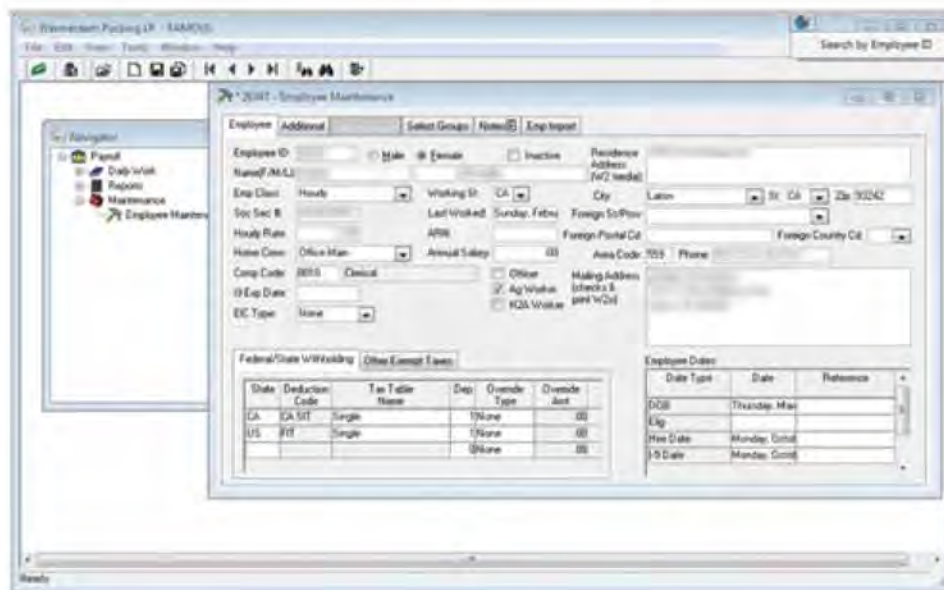 Packing LP - FAMOUS
File Edit View Tools Window Help
Search by Employee ID
Employee Maintenance
Navigator
Payroll
Daily Work
Reports
Maintenance
Employee Mainten
Employee Additional Select Groups Notes Emp Import
Employee ID Male Female Inactive Residence Address (W2 media)
Name(F/M/L)
Emp Class Hourly Working St CA City Laton St CA Zip 93242
Soc Sec # Last Worked Sunday, Febru Foreign St/Prov
Hourly Rate Foreign Postal Cd Foreign Country Cd
Home Crew Office Main Annual Salary .00 Area Code 559 Phone
Comp Code 8810 Clerical Officer Mailing Address (checks & print W2s)
Ag Worker
I9 Exp Date H2A Worker
EIC Type None
Federal/State Withholding Other Exempt Taxes Employee Dates
State Deduction Code Tax Table Name Dep Override Type Override Amt Date Type Date Reference
CA CA SIT Single 1 None .00 DOB Thursday, Mar
US FIT Single 1 None .00 Elig
0 None .00 Hire Date Monday, Octob
I-9 Date Monday, Octob
Ready